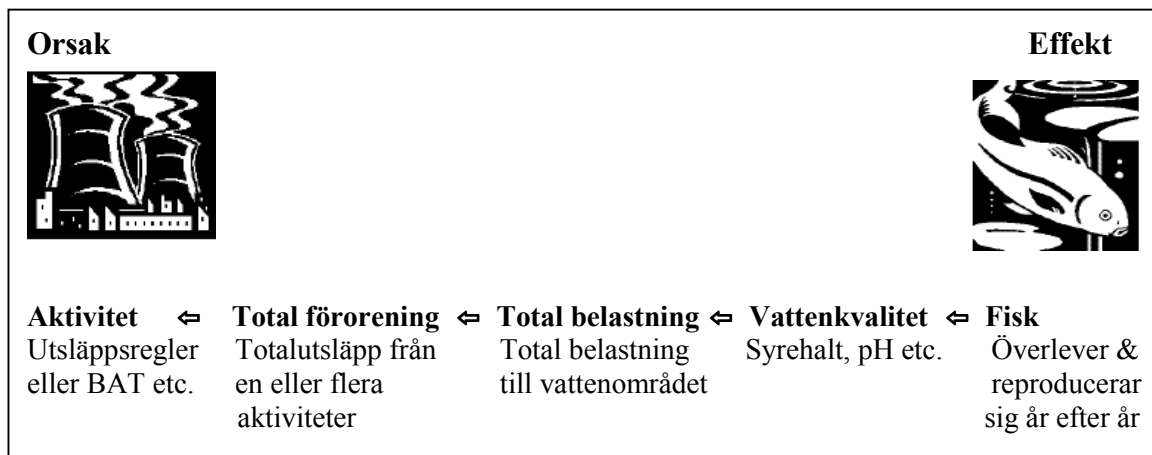 Orsak Effekt
Aktivitet ⇦ Total förorening ⇦ Total belastning ⇦ Vattenkvalitet ⇦ Fisk
Utsläppsregler Totalutsläpp från Total belastning Syrehalt, pH etc. Överlever &
eller BAT etc. en eller flera till vattenområdet reproducerar
aktiviteter sig år efter år